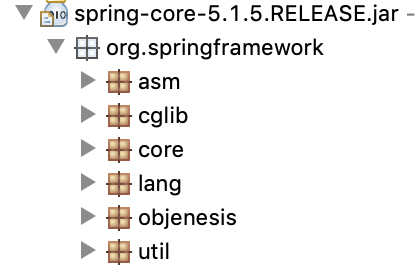 spring-core-5.1.5.RELEASE.jar -
org.springframework
asm
cglib
core
lang
objenesis
util